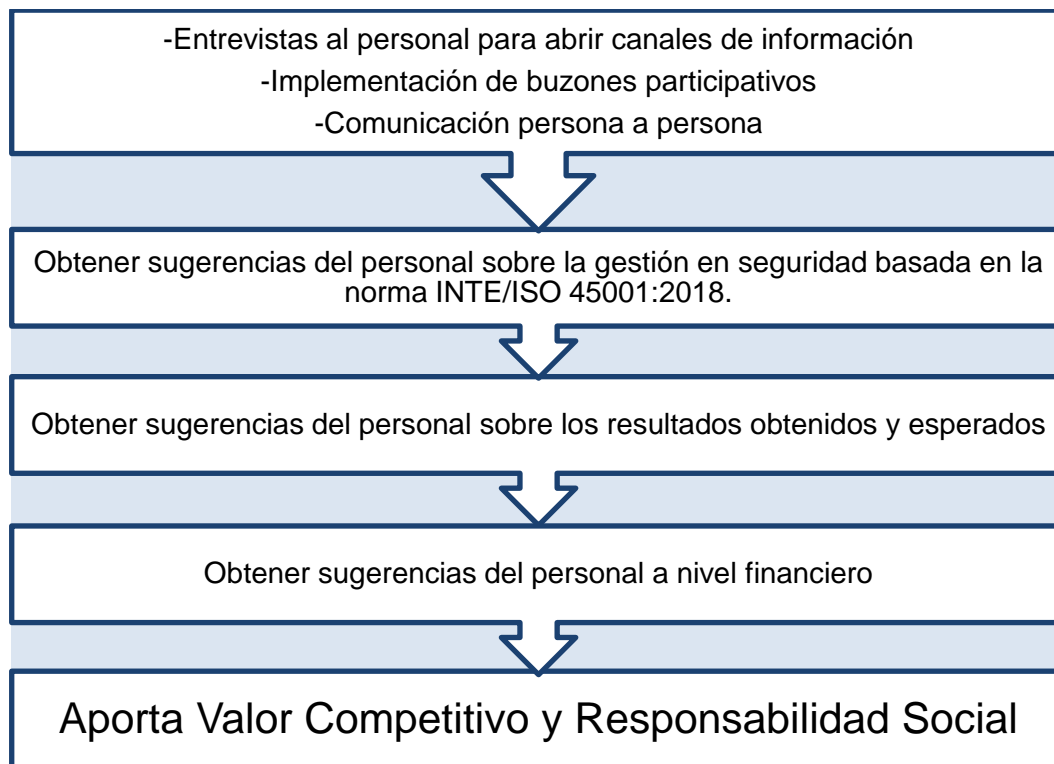 -Entrevistas al personal para abrir canales de información
-Implementación de buzones participativos
-Comunicación persona a persona
Obtener sugerencias del personal sobre la gestión en seguridad basada en la
norma INTE/ISO 45001:2018.
Obtener sugerencias del personal sobre los resultados obtenidos y esperados
Obtener sugerencias del personal a nivel financiero
Aporta Valor Competitivo y Responsabilidad Social